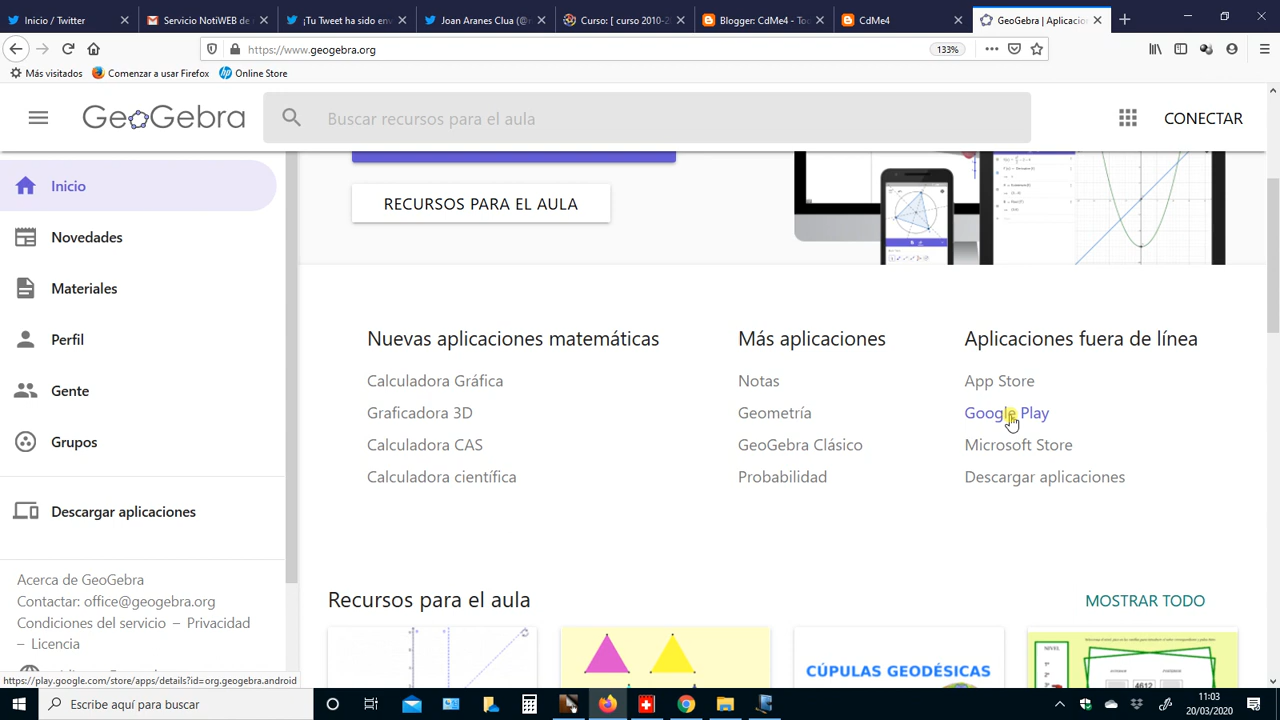 Inicio / Twitter
Servicio NotiWEB de m
¡Tu Tweet ha sido env
Joan Aranes Clua (@
Curso: [ curso 2010-2
Blogger: CdMe4 - To
CdMe4
GeoGebra | Aplicacio
https://www.geogebra.org
133%
Más visitados
Comenzar a usar Firefox
Online Store
GeoGebra
Buscar recursos para el aula
CONECTAR
Inicio
Novedades
Materiales
Perfil
Gente
Grupos
Descargar aplicaciones
Acerca de GeoGebra
Contactar: office@geogebra.org
Condiciones del servicio – Privacidad
– Licencia
https://play.google.com/store/apps/details?id=org.geogebra.android
RECURSOS PARA EL AULA
Nuevas aplicaciones matemáticas
Calculadora Gráfica
Graficadora 3D
Calculadora CAS
Calculadora científica
Más aplicaciones
Notas
Geometría
GeoGebra Clásico
Probabilidad
Aplicaciones fuera de línea
App Store
Google Play
Microsoft Store
Descargar aplicaciones
Recursos para el aula
MOSTRAR TODO
CÚPULAS GEODÉSICAS
NIVEL
1º
2º
3º
4612
Escribe aquí para buscar
11:03
20/03/2020